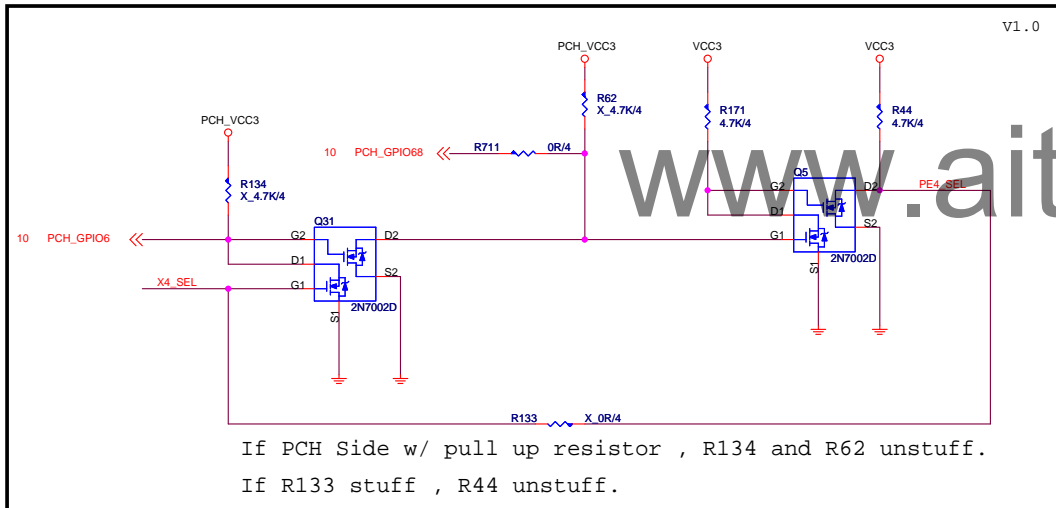 V1.0
PCH_VCC3
VCC3
VCC3
R62
X_4.7K/4
R171
4.7K/4
R44
4.7K/4
PCH_VCC3
10 PCH_GPIO68
R711
0R/4
www.ait
R134
X_4.7K/4
Q5
G2
D2
PE4_SEL
D1
S2
G1
S1
2N7002D
Q31
10 PCH_GPIO6
G2
D2
D1
S2
X4_SEL
G1
S1
2N7002D
R133
X_0R/4
If PCH Side w/ pull up resistor , R134 and R62 unstuff.
If R133 stuff , R44 unstuff.